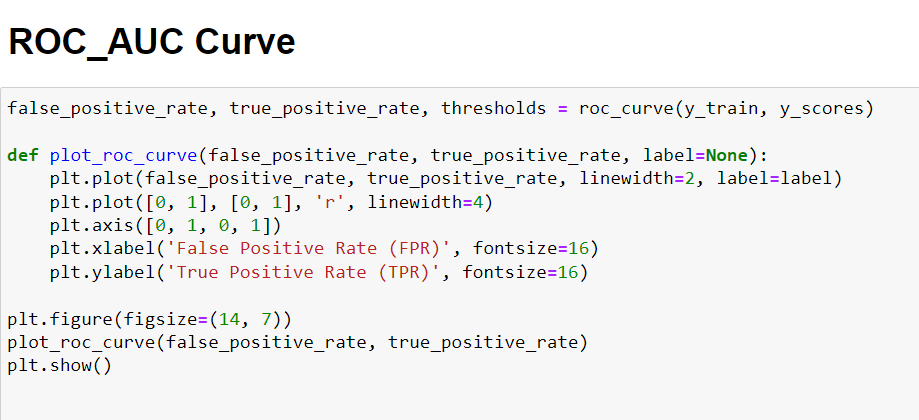 ROC_AUC Curve
false_positive_rate, true_positive_rate, thresholds = roc_curve(y_train, y_scores)
def plot_roc_curve(false_positive_rate, true_positive_rate, label=None):
    plt.plot(false_positive_rate, true_positive_rate, linewidth=2, label=label)
    plt.plot([0, 1], [0, 1], 'r', linewidth=4)
    plt.axis([0, 1, 0, 1])
    plt.xlabel('False Positive Rate (FPR)', fontsize=16)
    plt.ylabel('True Positive Rate (TPR)', fontsize=16)
plt.figure(figsize=(14, 7))
plot_roc_curve(false_positive_rate, true_positive_rate)
plt.show()